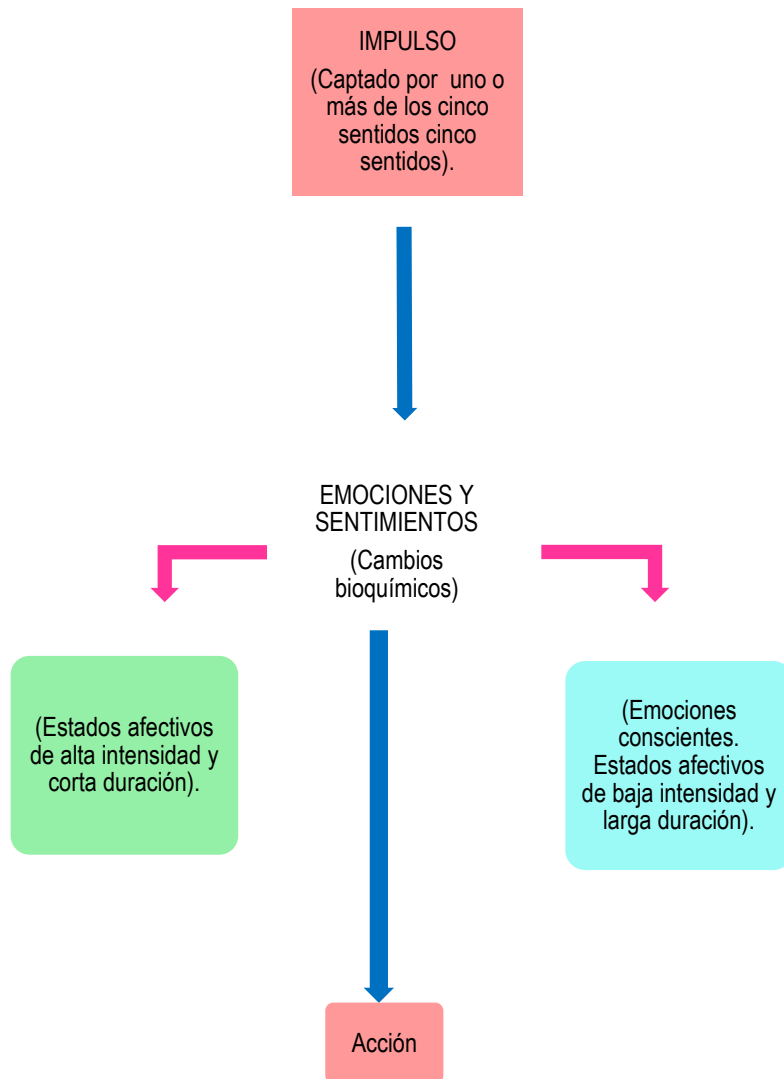 IMPULSO
(Captado por uno o
más de los cinco
sentidos cinco
sentidos).
EMOCIONES Y
SENTIMIENTOS
(Cambios
bioquímicos)
(Estados afectivos
de alta intensidad y
corta duración).
(Emociones
conscientes.
Estados afectivos
de baja intensidad y
larga duración).
Acción